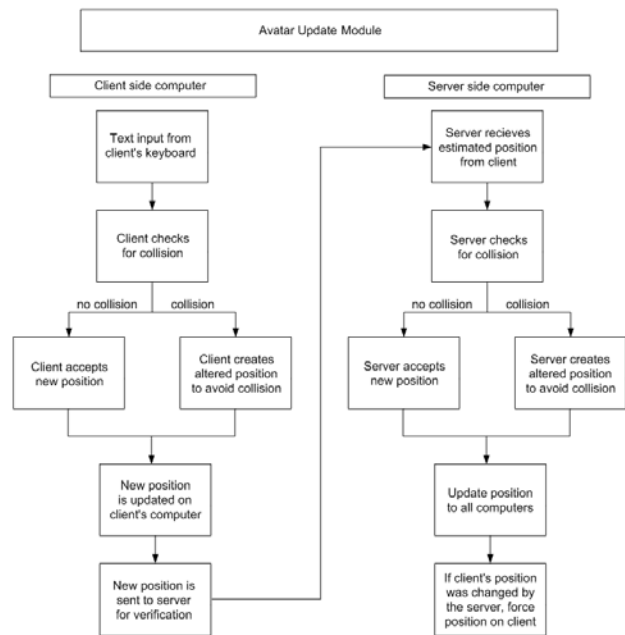 Avatar Update Module
Client side computer
Text input from
client's keyboard
Client checks
for collision
no collision
collision
Client accepts
new position
Client creates
altered position
to avoid collision
New position
is updated on
client's computer
New position is
sent to server
for verification
Server side computer
Server recieves
estimated position
from client
Server checks
for collision
no collision
collision
Server accepts
new position
Server creates
altered position
to avoid collision
Update position
to all computers
If client's position
was changed by
the server, force
position on client